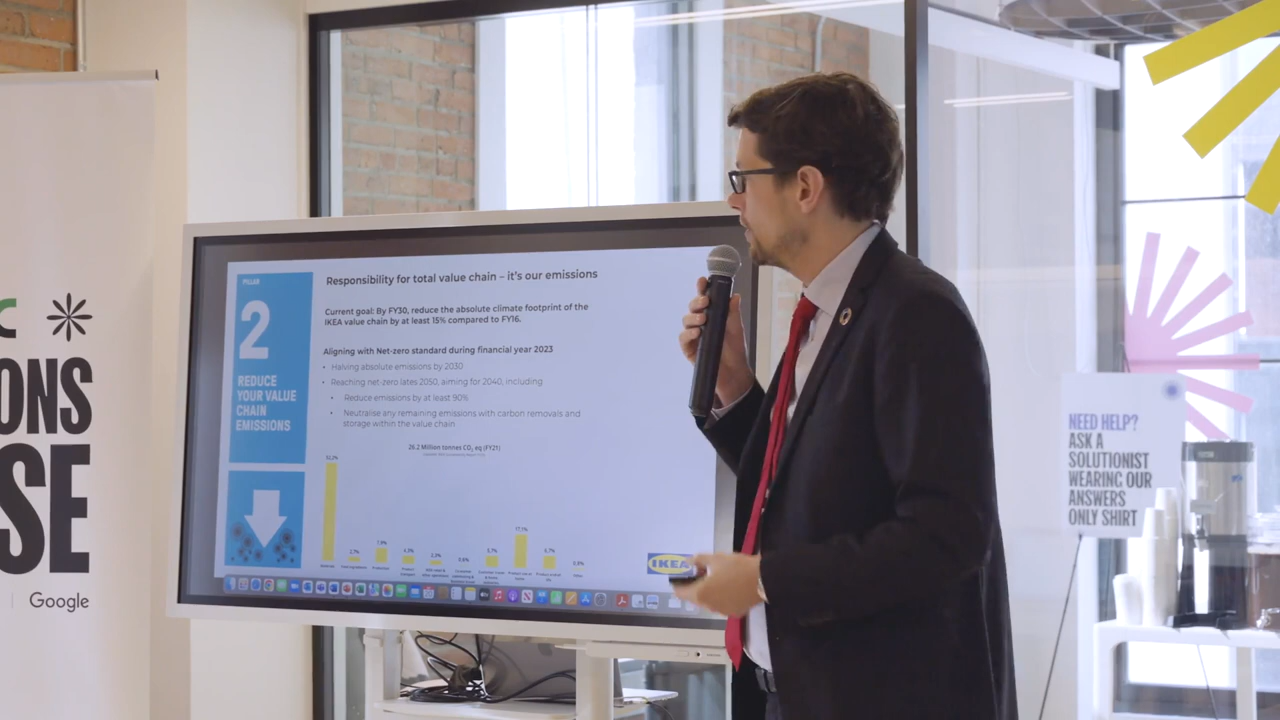 C
ONS
SE
Google
PILLAR
2
REDUCE
YOUR VALUE
CHAIN
EMISSIONS
Responsibility for total value chain – it's our emissions
Current goal: By FY30, reduce the absolute climate footprint of the
IKEA value chain by at least 15% compared to FY16.
Aligning with Net-zero standard during financial year 2023
• Halving absolute emissions by 2030
• Reaching net-zero lates 2050, aiming for 2040, including
• Reduce emissions by at least 90%
• Neutralise any remaining emissions with carbon removals and
storage within the value chain
26.2 Million tonnes CO₂ eq (FY21)
IKEA
NEED HELP?
ASK A
SOLUTIONIST
WEARING OUR
ANSWERS
ONLY SHIRT